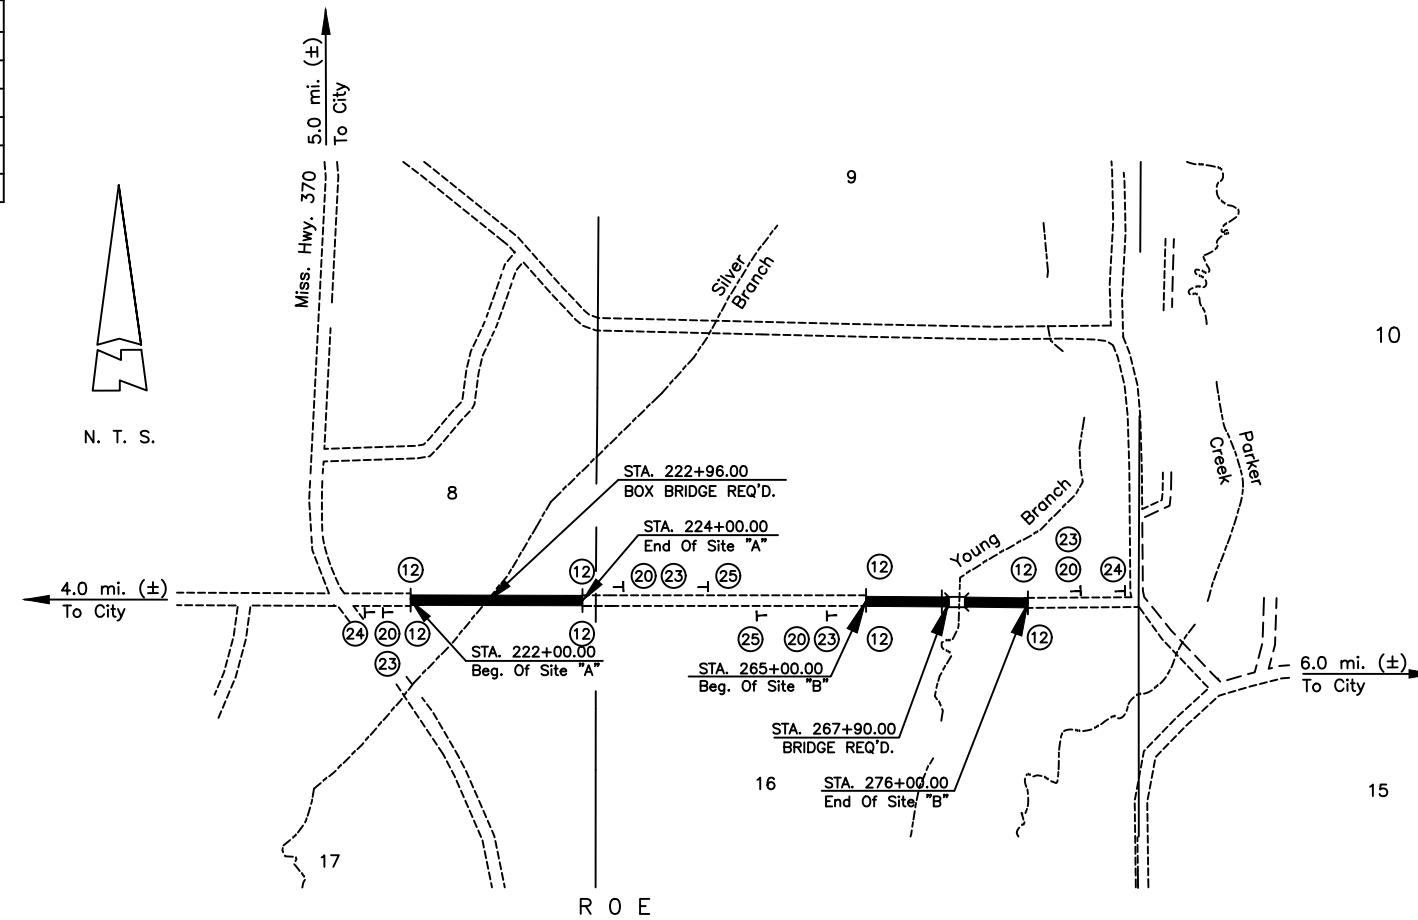 5.0 mi. (±)
To City
Miss. Hwy. 370
9
Silver
Branch
10
N. T. S.
Parker
Creek
STA. 222+96.00
BOX BRIDGE REQ'D.
8
Young Branch
STA. 224+00.00
End Of Site "A"
23
12
12
20
23
25
12
12
20
24
4.0 mi. (±)
To City
24
20
12
12
25
20
23
12
12
23
STA. 222+00.00
Beg. Of Site "A"
STA. 265+00.00
Beg. Of Site "B"
6.0 mi. (±)
To City
STA. 267+90.00
BRIDGE REQ'D.
16
STA. 276+00.00
End Of Site "B"
15
17
R O E